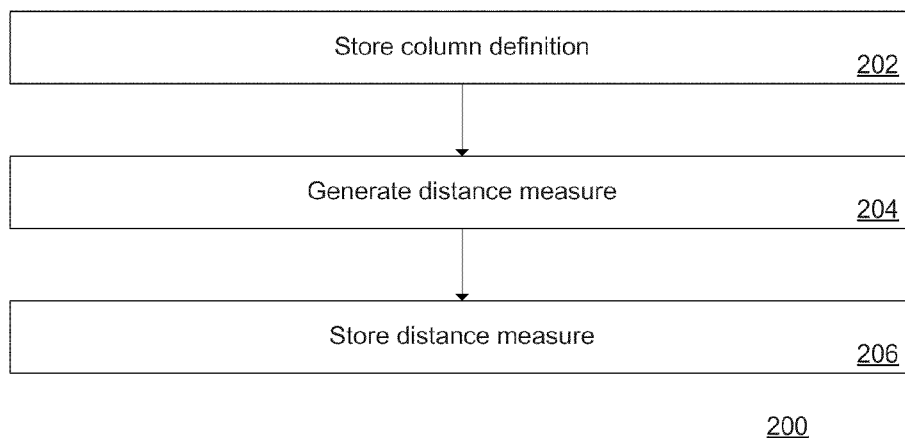 Store column definition
202
Generate distance measure
204
Store distance measure
206
200